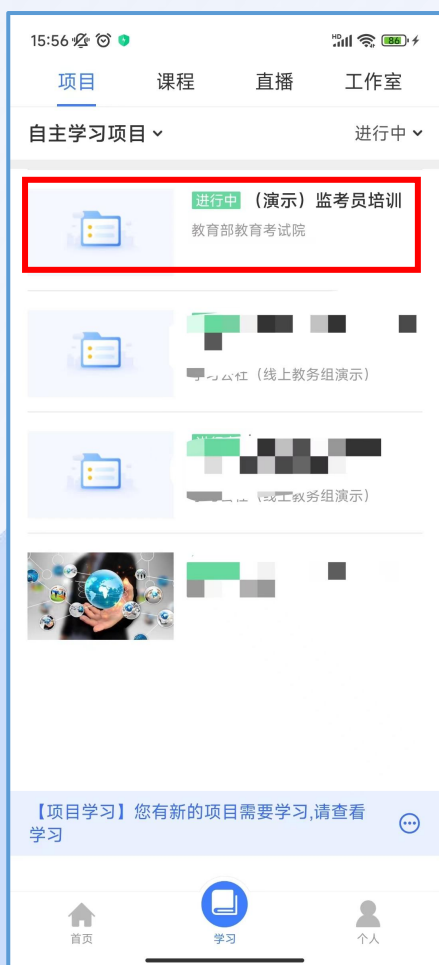 15:56
HD
86
项目 课程 直播 工作室
自主学习项目 进行中
进行中 （演示）监考员培训
教育部教育考试院
（线上教务组演示）
教务组演示）
【项目学习】您有新的项目需要学习,请查看
学习
首页 学习 个人